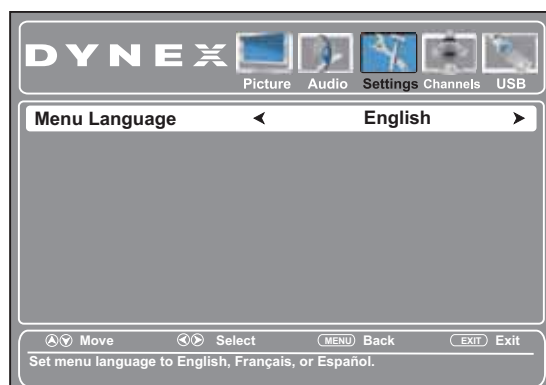 DYNEX
Picture Audio Settings Channels USB
Menu Language English
Move Select MENU Back EXIT Exit
Set menu language to English, Français, or Español.